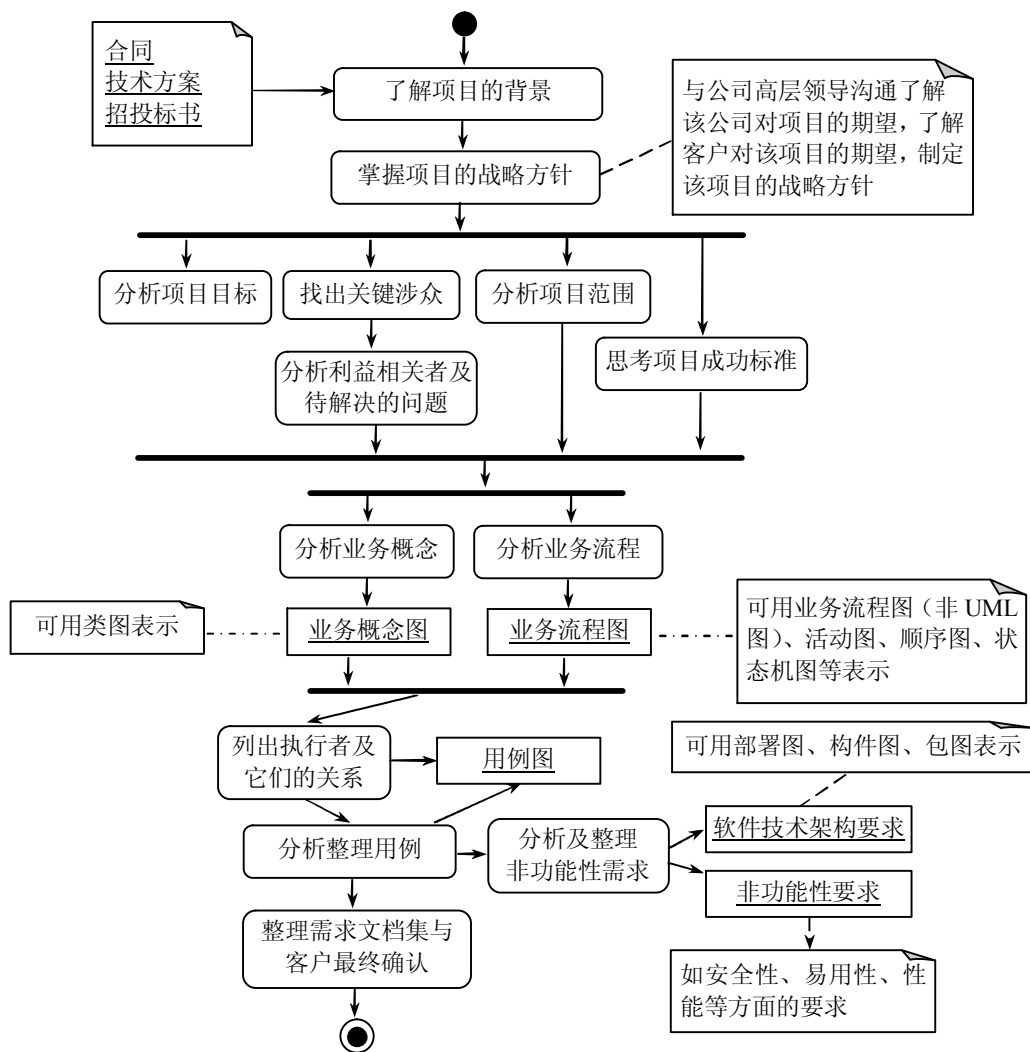 合同
技术方案
招投标书
了解项目的背景
与公司高层领导沟通了解
该公司对项目的期望，了解
客户对该项目的期望，制定
该项目的战略方针
掌握项目的战略方针
分析项目目标
找出关键涉众
分析项目范围
思考项目成功标准
分析利益相关者及
待解决的问题
分析业务概念
分析业务流程
可用类图表示
业务概念图
业务流程图
可用业务流程图（非 UML
图）、活动图、顺序图、状
态机图等表示
列出执行者及
它们的关系
用例图
可用部署图、构件图、包图表示
分析整理用例
分析及整理
非功能性需求
软件技术架构要求
非功能性要求
整理需求文档集与
客户最终确认
如安全性、易用性、性
能等方面的要求